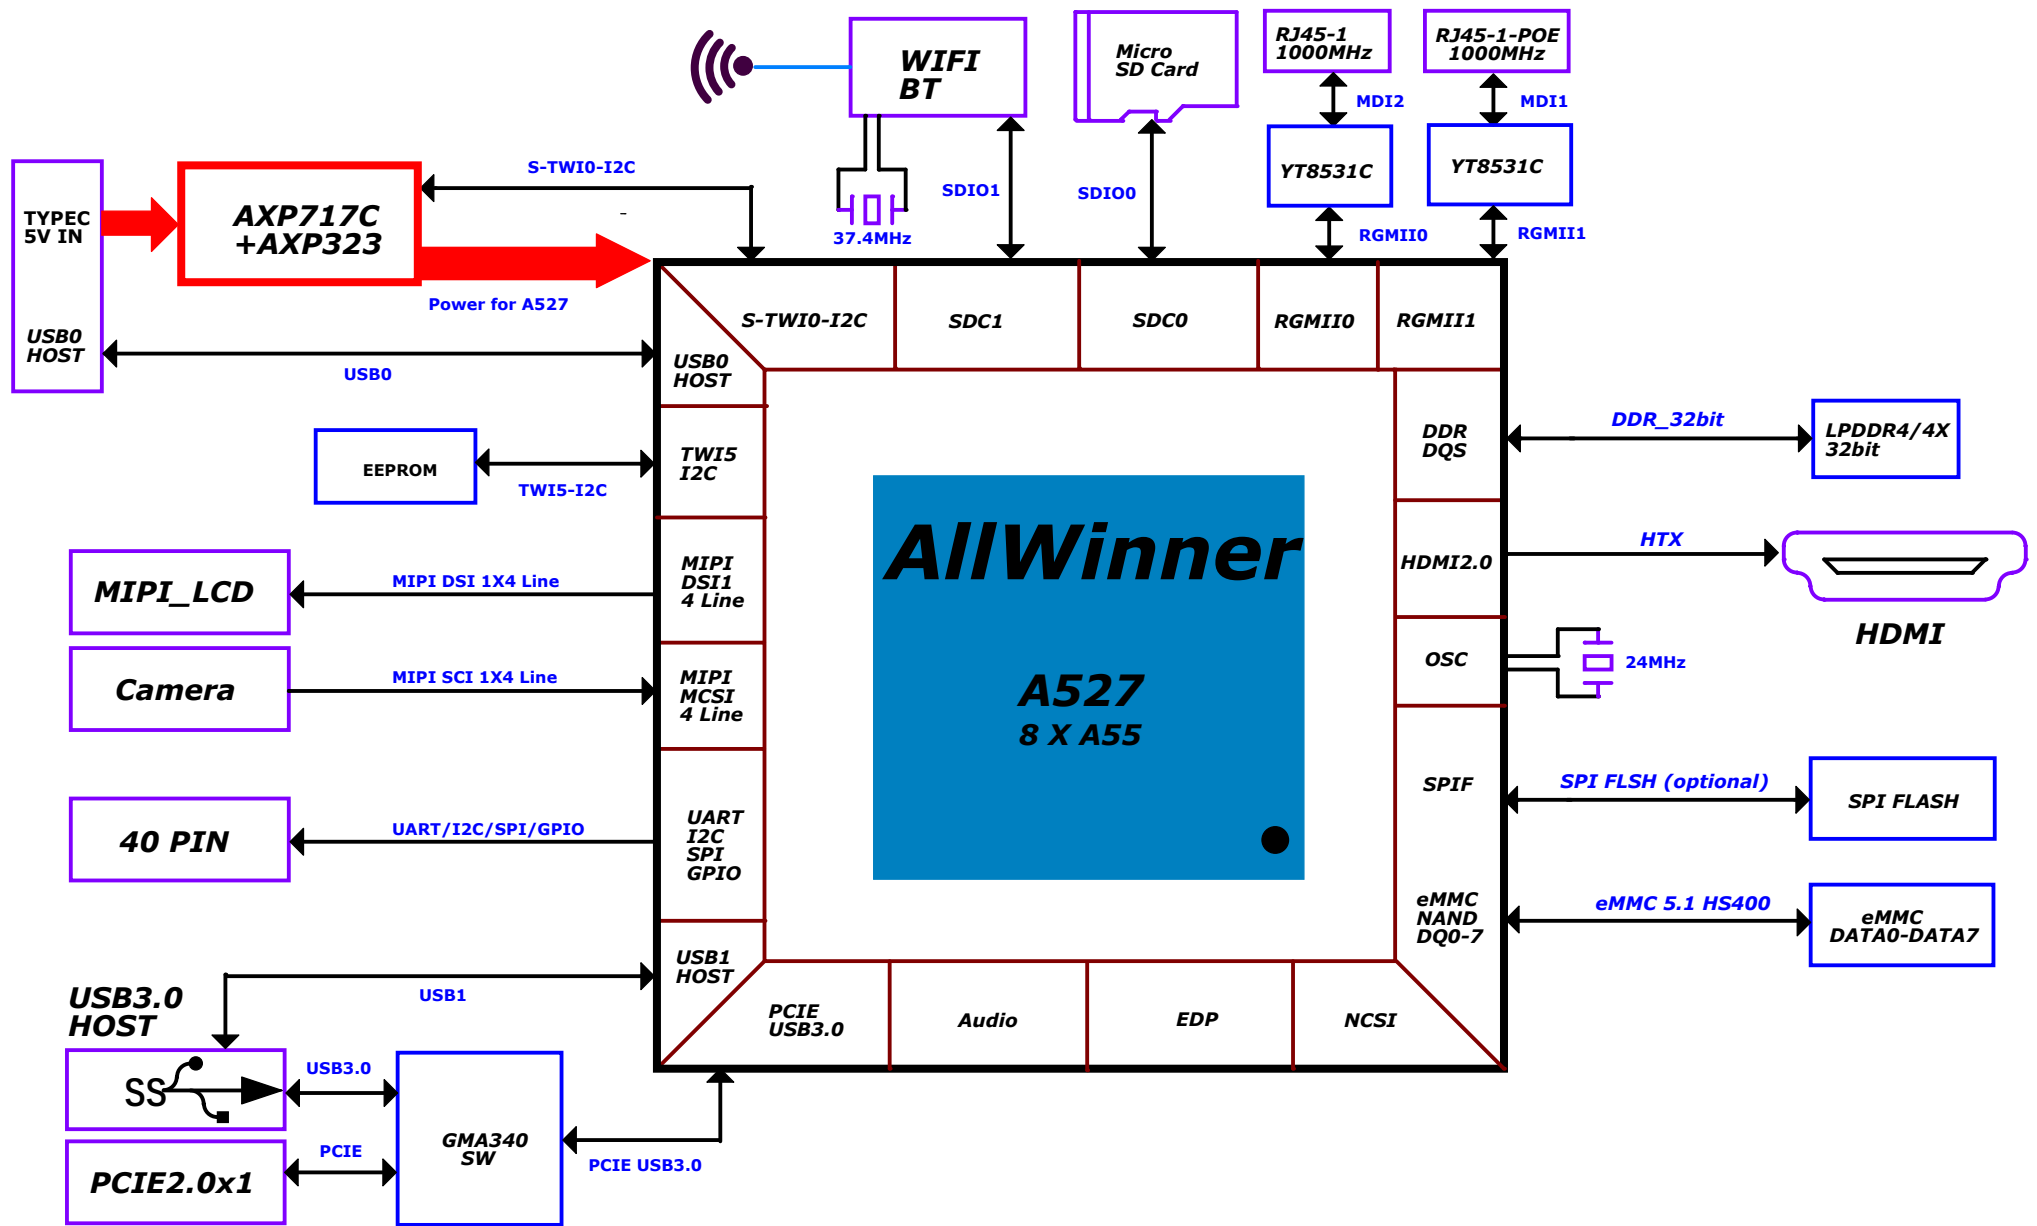 WIFI
BT
Micro
SD Card
RJ45-1
1000MHz
RJ45-1-POE
1000MHz
MDI2
MDI1
YT8531C
YT8531C
S-TWI0-I2C
SDIO1
SDIO0
37.4MHz
RGMII0
RGMII1
TYPEC
5V IN
AXP717C
+AXP323
-
Power for A527
USB0
HOST
USB0
S-TWI0-I2C
SDC1
SDC0
RGMII0
RGMII1
USB0
HOST
EEPROM
TWI5-I2C
TWI5
I2C
DDR
DQS
DDR_32bit
LPDDR4/4X
32bit
MIPI_LCD
MIPI DSI 1X4 Line
MIPI
DSI1
4 Line
AllWinner
HDMI2.0
HTX
HDMI
Camera
MIPI SCI 1X4 Line
MIPI
MCSI
4 Line
A527
8 X A55
OSC
24MHz
40 PIN
UART/I2C/SPI/GPIO
UART
I2C
SPI
GPIO
SPIF
SPI FLSH (optional)
SPI FLASH
eMMC
NAND
DQ0-7
eMMC 5.1 HS400
eMMC
DATA0-DATA7
USB1
HOST
USB1
USB3.0
HOST
PCIE
USB3.0
Audio
EDP
NCSI
SS
USB3.0
GMA340
SW
PCIE USB3.0
PCIE
PCIE2.0x1